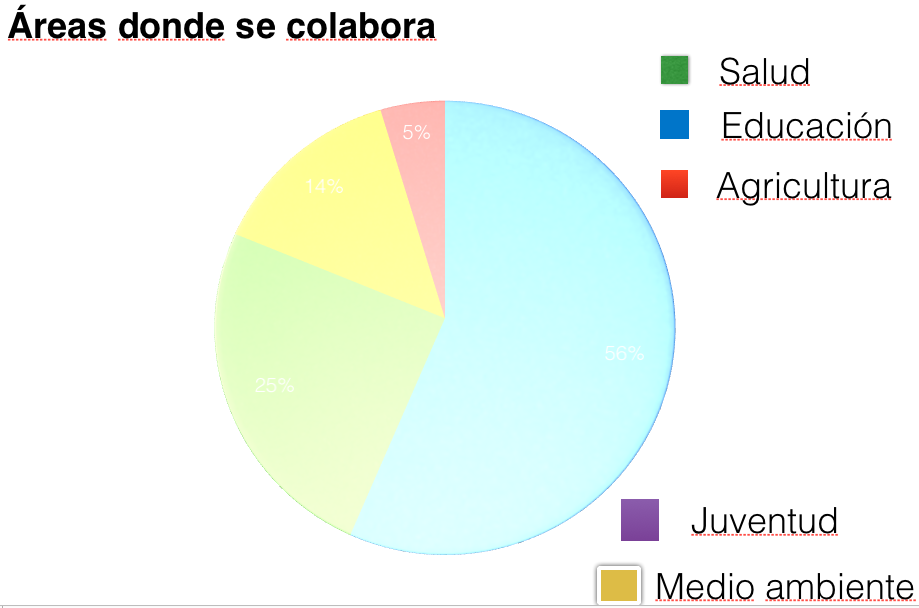 Áreas donde se colabora
Salud
Educación
Agricultura
5%
14%
56%
25%
Juventud
Medio ambiente